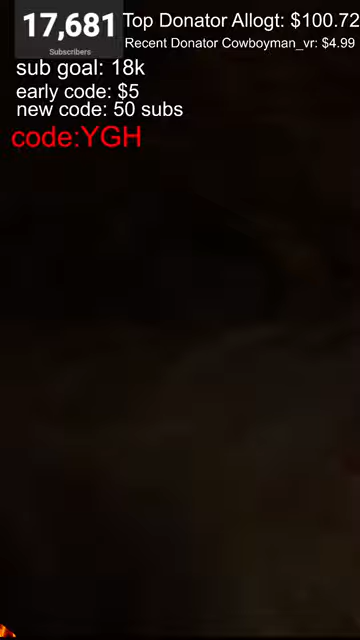 17,681
Subscribers
Top Donator Allogt: $100.72
Recent Donator Cowboyman_vr: $4.99
sub goal: 18k
early code: $5
new code: 50 subs
code:YGH